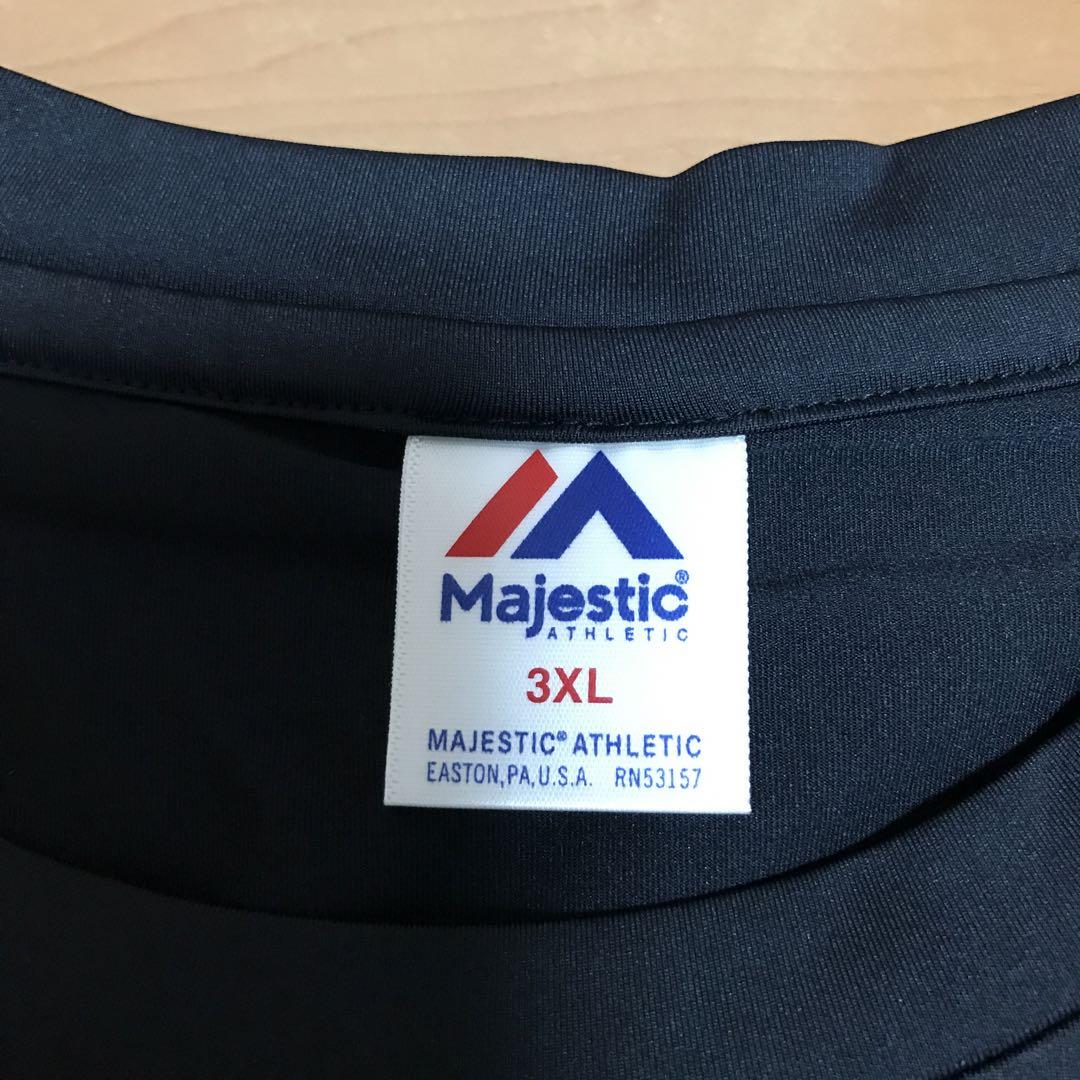 Majestic®
ATHLETIC
3XL
MAJESTIC® ATHLETIC
EASTON,PA,U.S.A. RN53157